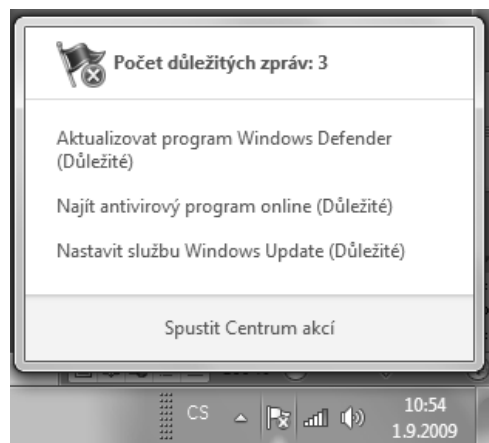 Počet důležitých zpráv: 3
Aktualizovat program Windows Defender
(Důležité)
Najít antivirový program online (Důležité)
Nastavit službu Windows Update (Důležité)
Spustit Centrum akcí
CS
10:54
1.9.2009